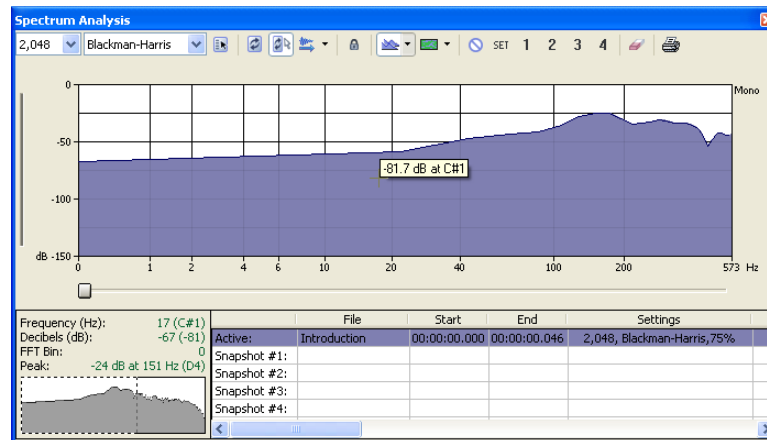 Spectrum Analysis
2,048 Blackman-Harris SET 1 2 3 4
0
Mono
-50
-81.7 dB at C#1
-100
dB -150
0 1 2 4 6 10 20 40 100 200 573 Hz
Frequency (Hz): 17 (C#1)
Decibels (dB): -67 (-81)
FFT Bin: 0
Peak: -24 dB at 151 Hz (D4)
File Start End Settings
Active: Introduction 00:00:00.000 00:00:00.046 2,048, Blackman-Harris,75%
Snapshot #1:
Snapshot #2:
Snapshot #3:
Snapshot #4: